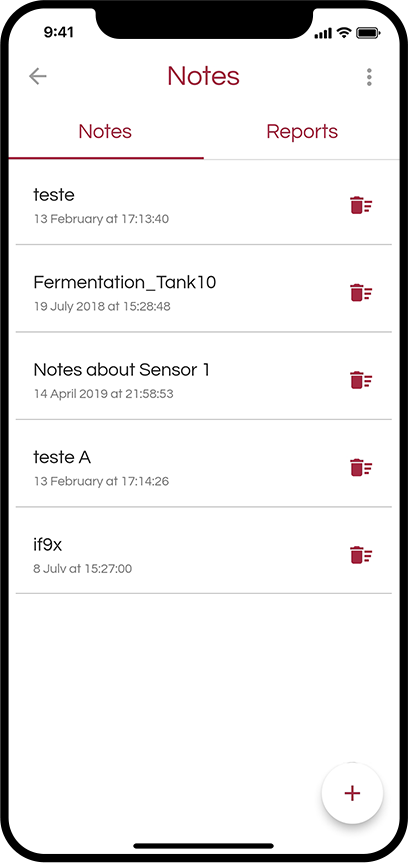 9:41
Notes
Notes Reports
teste
13 February at 17:13:40
Fermentation_Tank10
19 July 2018 at 15:28:48
Notes about Sensor 1
14 April 2019 at 21:58:53
teste A
13 February at 17:14:26
if9x
8 July at 15:27:00
+